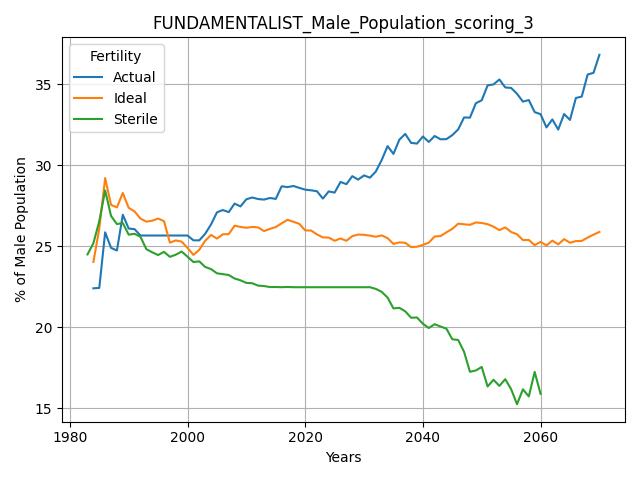 FUNDAMENTALIST_Male_Population_scoring_3
Fertility
Actual
Ideal
Sterile
% of Male Population
35
30
25
20
15
1980
2000
2020
2040
2060
Years